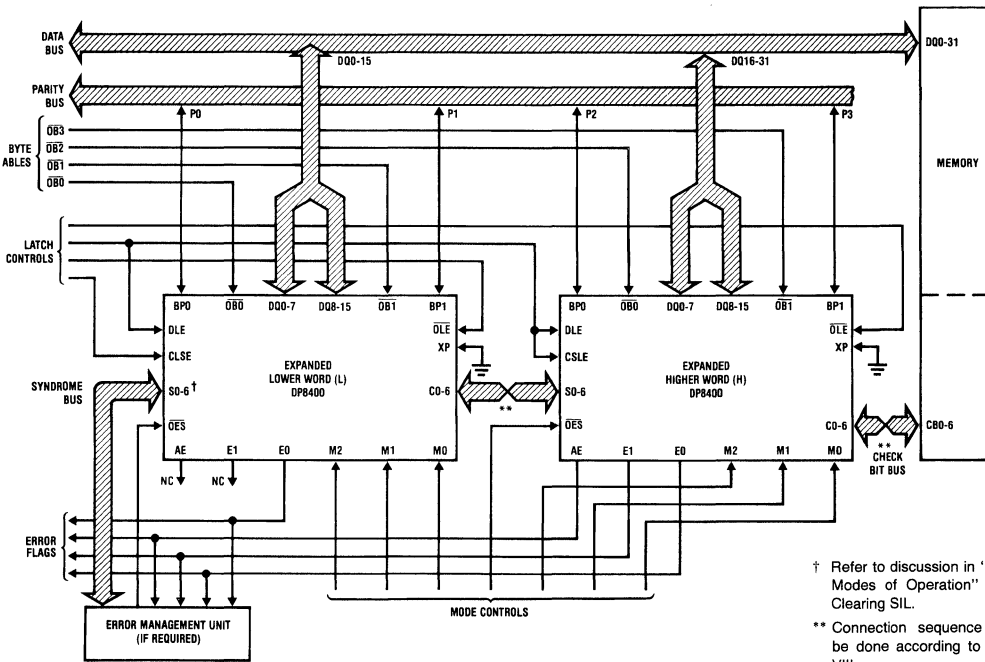 DATA
BUS
DQ0-15
DQ16-31
DQ0-31
PARITY
BUS
P0
P1
P2
P3
BYTE
ABLES
OB3
OB2
OB1
OB0
MEMORY
LATCH
CONTROLS
BP0
OB0
DQ0-7
DQ8-15
OB1
BP1
DLE
OLE
CLSE
XP
EXPANDED
LOWER WORD (L)
DP8400
S0-6†
C0-6
OES
AE
E1
E0
M2
M1
M0
**
BP0
OB0
DQ0-7
DQ8-15
OB1
BP1
DLE
OLE
CSLE
XP
EXPANDED
HIGHER WORD (H)
DP8400
S0-6
C0-6
OES
AE
E1
E0
M2
M1
M0
CB0-6
**
CHECK
BIT BUS
SYNDROME
BUS
NC
NC
ERROR
FLAGS
MODE CONTROLS
ERROR MANAGEMENT UNIT
(IF REQUIRED)
† Refer to discussion in '
Modes of Operation"
Clearing SIL.
** Connection sequence
be done according to